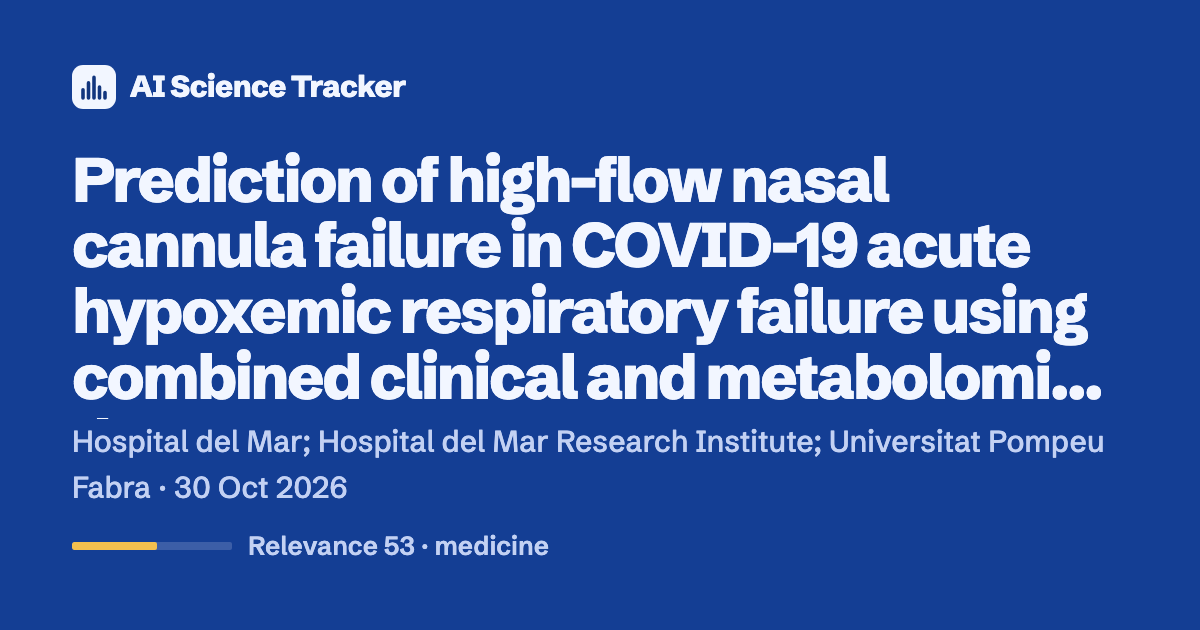 AI Science Tracker
Prediction of high-flow nasal
cannula failure in COVID-19 acute
hypoxemic respiratory failure using
combined clinical and metabolomi...
Hospital del Mar; Hospital del Mar Research Institute; Universitat Pompeu
Fabra · 30 Oct 2026
Relevance 53 · medicine